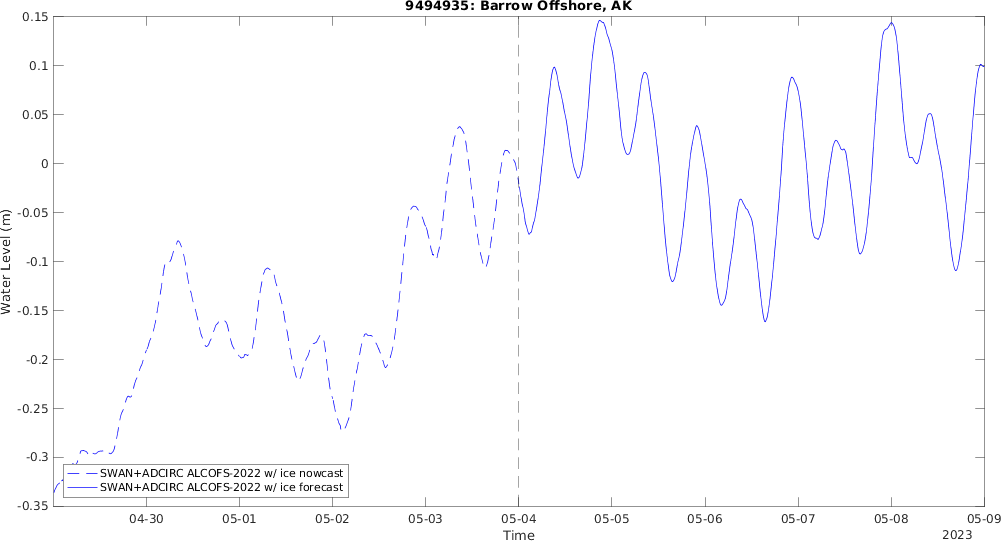 9494935: Barrow Offshore, AK
0.15
0.1
0.05
0
-0.05
-0.1
-0.15
-0.2
-0.25
-0.3
-0.35
Water Level (m)
SWAN+ADCIRC ALCOFS-2022 w/ ice nowcast
SWAN+ADCIRC ALCOFS-2022 w/ ice forecast
04-30 05-01 05-02 05-03 05-04 05-05 05-06 05-07 05-08 05-09
Time
2023